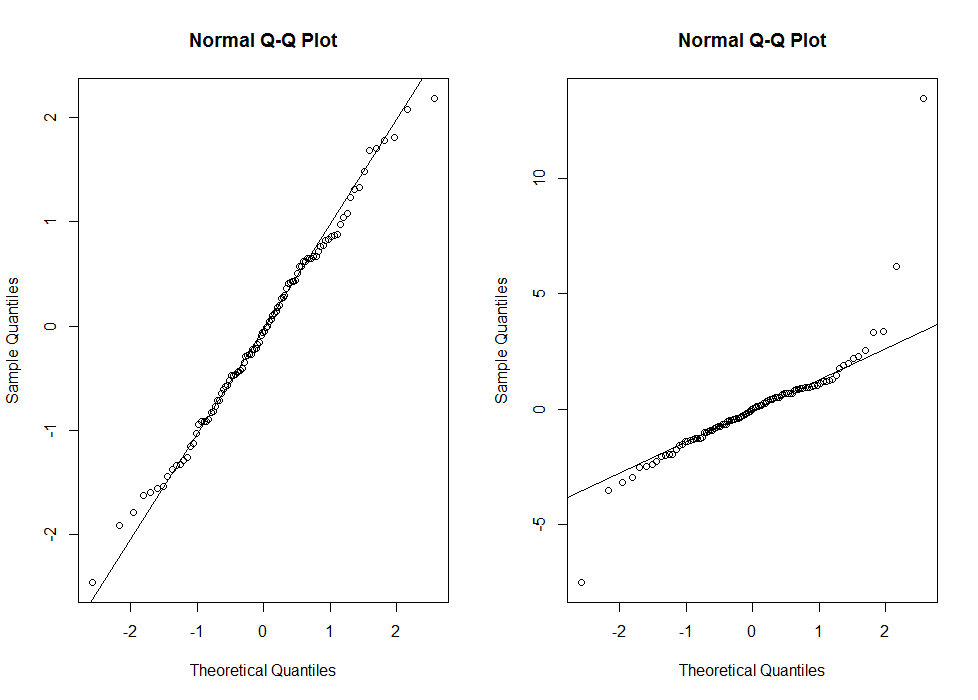 Normal Q-Q Plot
Sample Quantiles
2
1
0
-1
-2
-2 -1 0 1 2
Theoretical Quantiles
Normal Q-Q Plot
Sample Quantiles
10
5
0
-5
-2 -1 0 1 2
Theoretical Quantiles